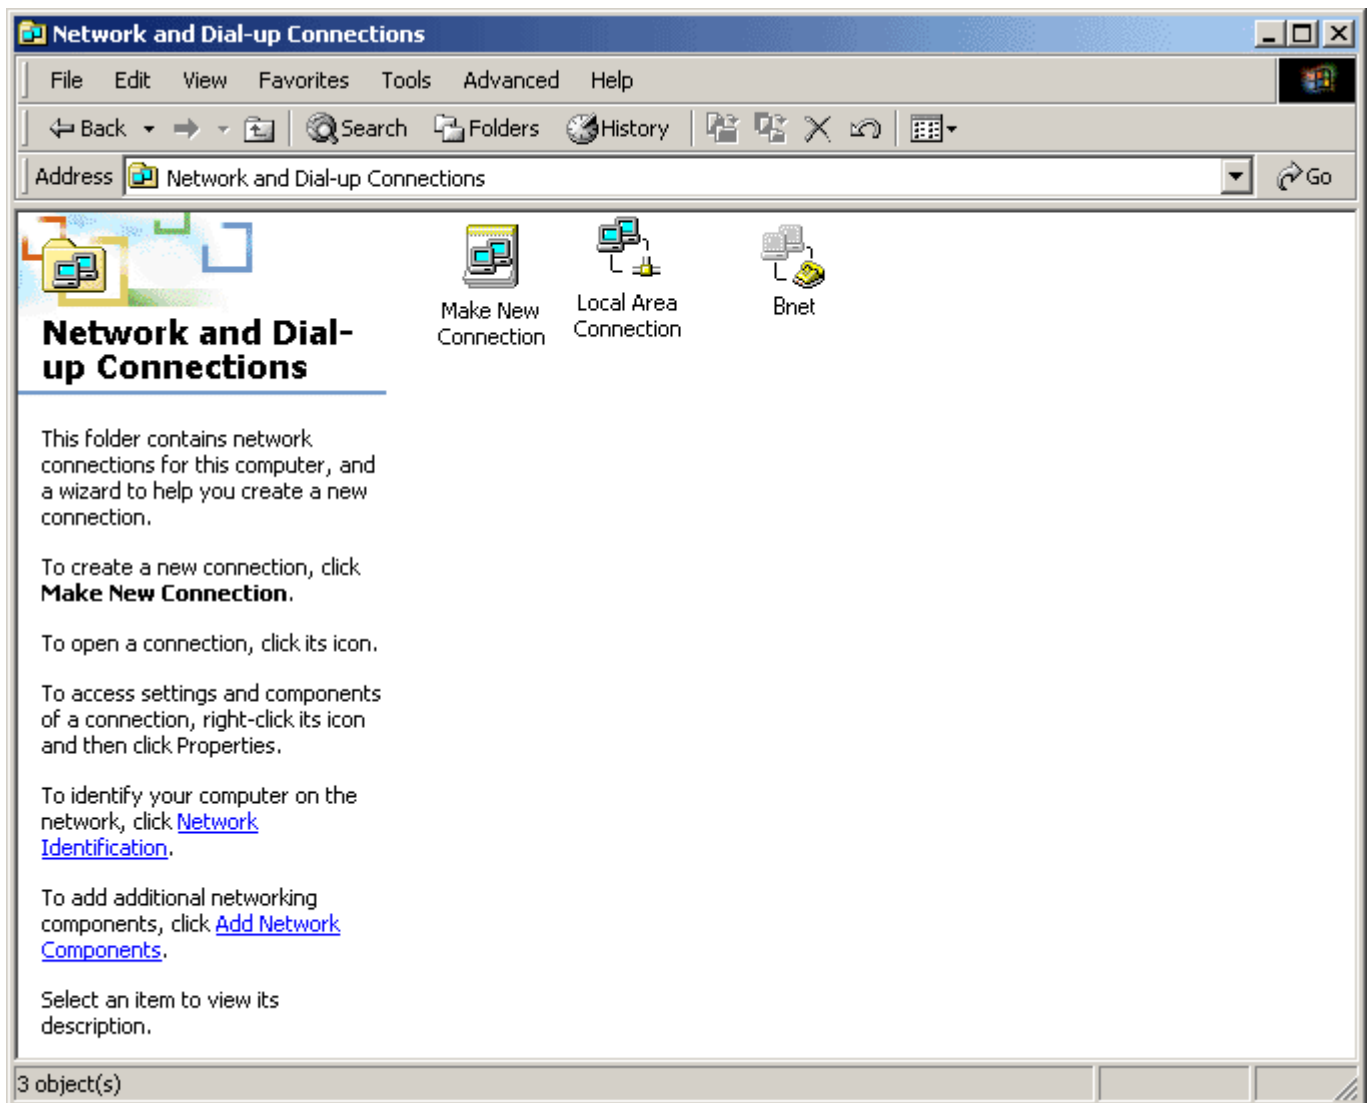 Network and Dial-up Connections
File Edit View Favorites Tools Advanced Help
Back Search Folders History
Address Network and Dial-up Connections Go
Network and Dial-
up Connections
This folder contains network
connections for this computer, and
a wizard to help you create a new
connection.
To create a new connection, click
Make New Connection.
To open a connection, click its icon.
To access settings and components
of a connection, right-click its icon
and then click Properties.
To identify your computer on the
network, click Network
Identification.
To add additional networking
components, click Add Network
Components.
Select an item to view its
description.
Make New
Connection
Local Area
Connection
Bnet
3 object(s)